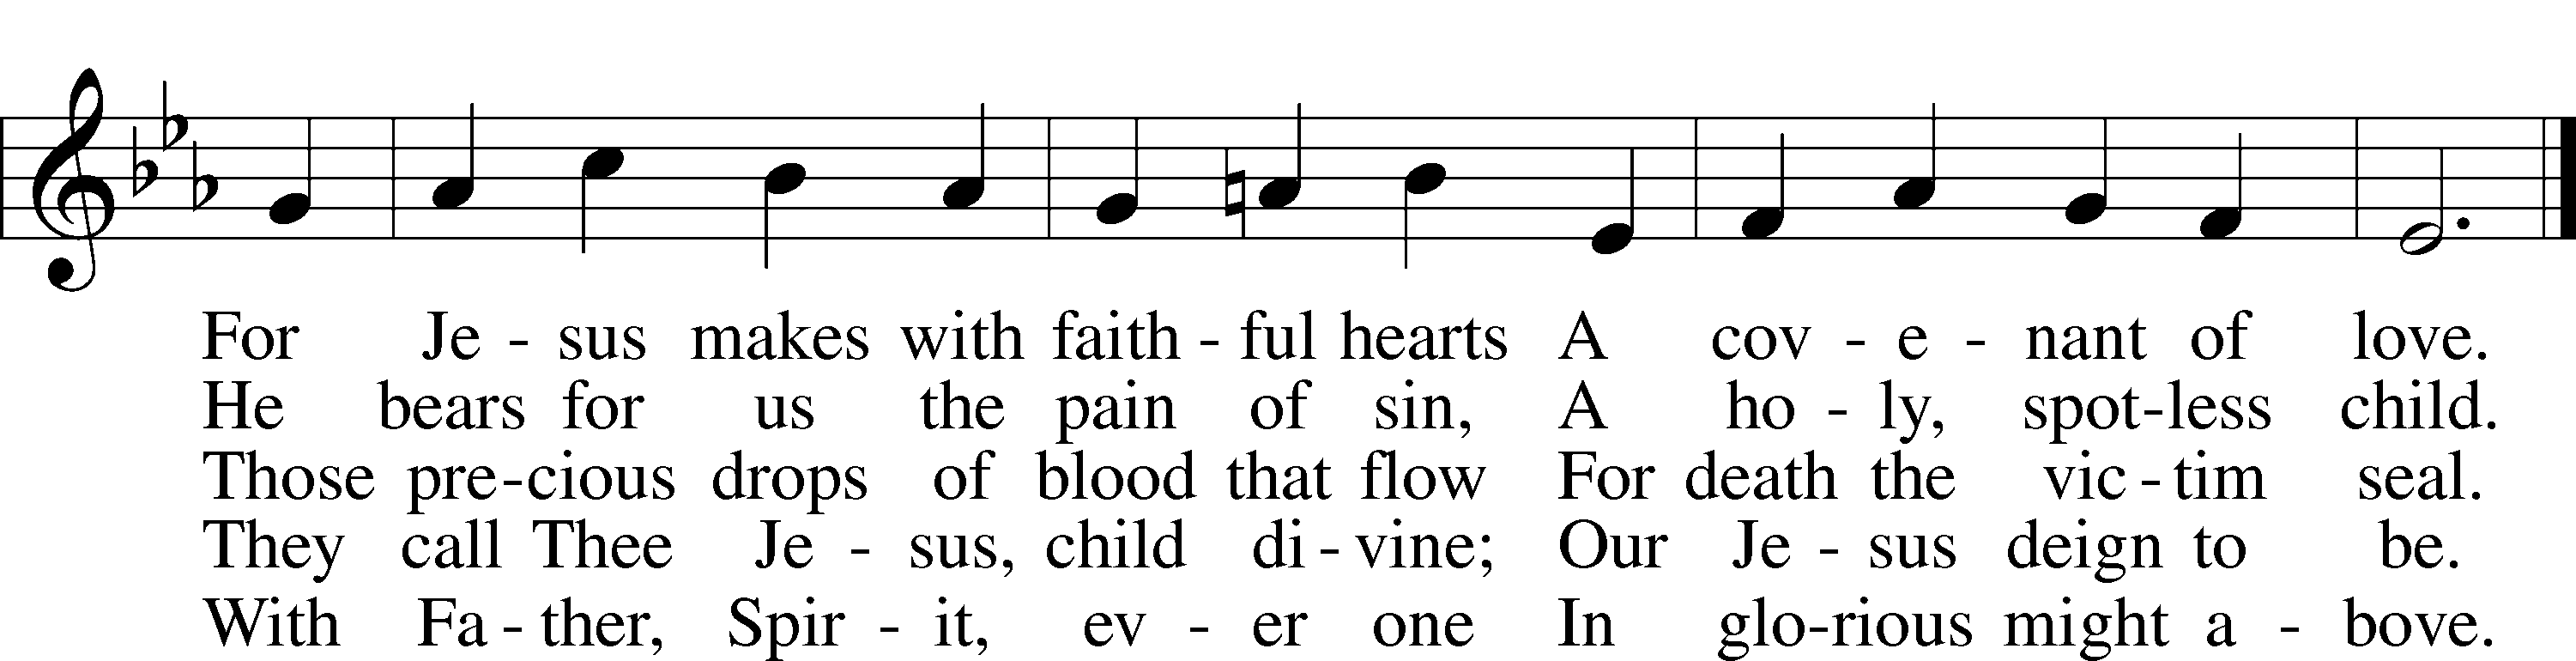 For Je - sus makes with faith - ful hearts A cov - e - nant of love.
He bears for us the pain of sin, A ho - ly, spot-less child.
Those pre-cious drops of blood that flow For death the vic - tim seal.
They call Thee Je - sus, child di - vine; Our Je - sus deign to be.
With Fa - ther, Spir - it, ev - er one In glo-rious might a - bove.